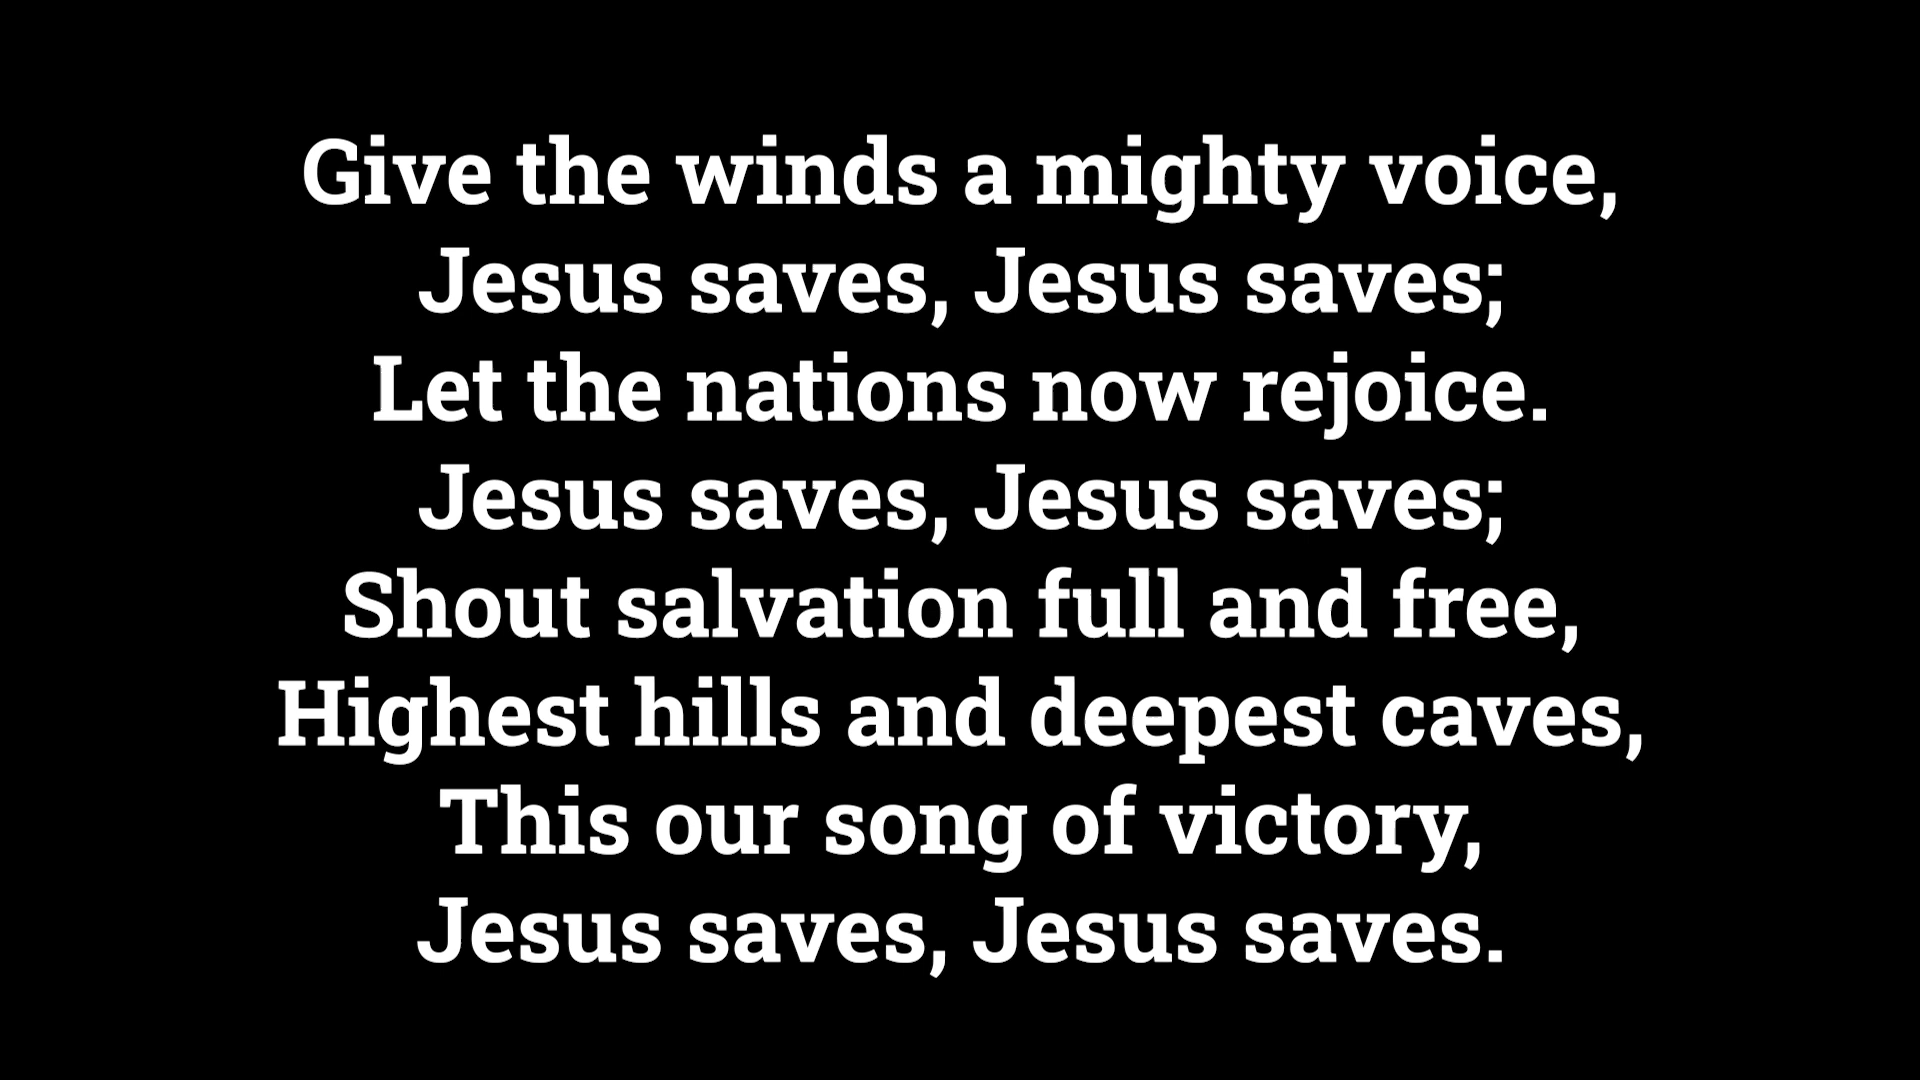 Give the winds a mighty voice,
Jesus saves, Jesus saves;
Let the nations now rejoice.
Jesus saves, Jesus saves;
Shout salvation full and free,
Highest hills and deepest caves,
This our song of victory,
Jesus saves, Jesus saves.